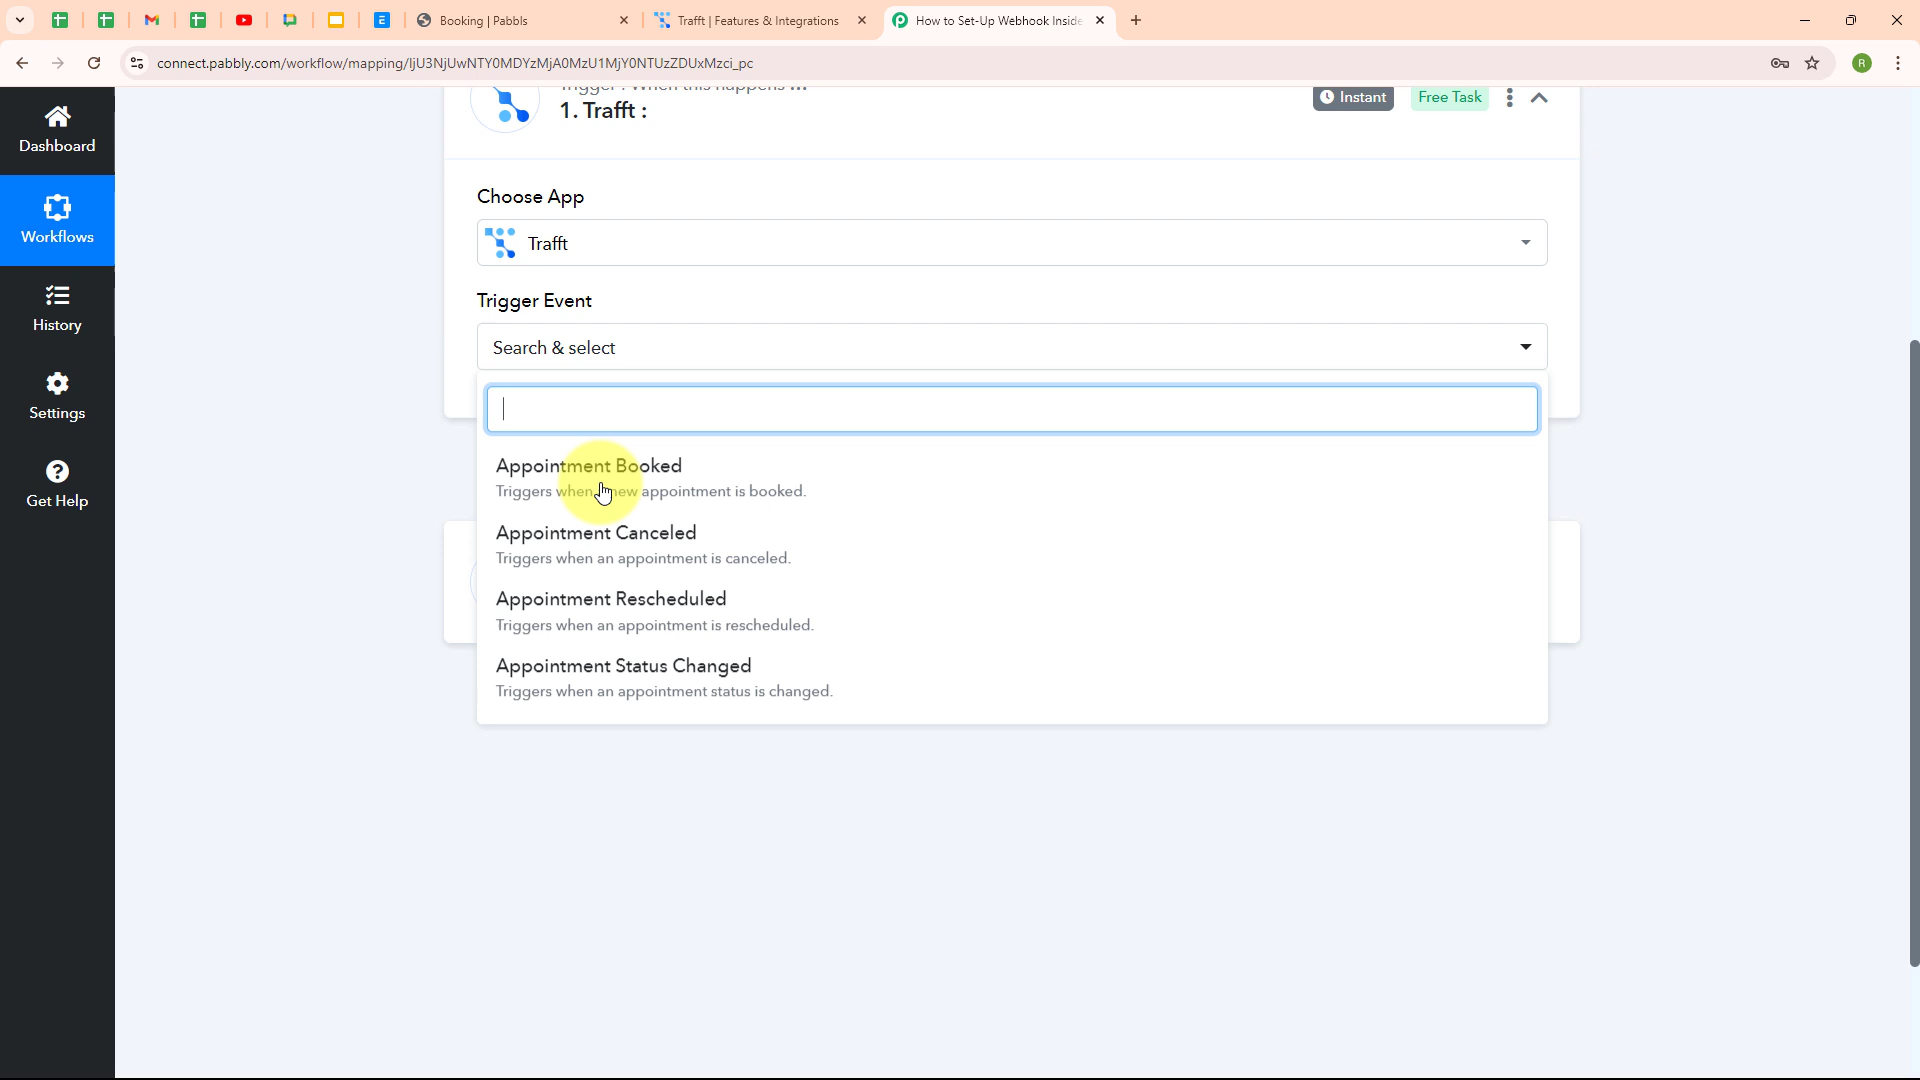 Booking | Pabbls
Trafft | Features & Integrations
How to Set-Up Webhook Inside
connect.pabbly.com/workflow/mapping/IjU3NjUwNTY0MDYzMjA0MzU1MjY0NTUzZDUxMzci_pc
R
Dashboard
Workflows
History
Settings
Get Help
Trigger : When this happens ...
1. Trafft :
Instant
Free Task
Choose App
Trafft
Trigger Event
Search & select
Appointment Booked
Triggers when a new appointment is booked.
Appointment Canceled
Triggers when an appointment is canceled.
Appointment Rescheduled
Triggers when an appointment is rescheduled.
Appointment Status Changed
Triggers when an appointment status is changed.